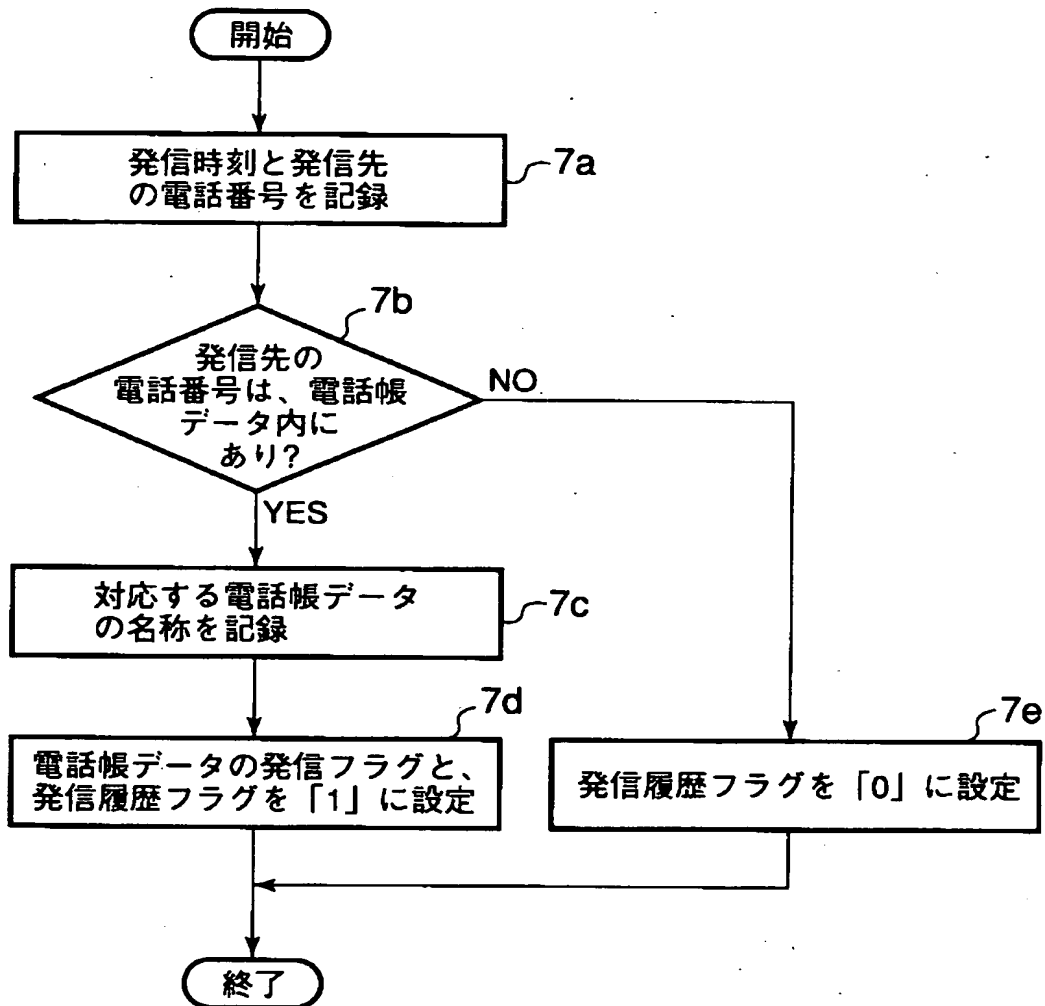 開始
発信時刻と発信先
の電話番号を記録
7a
7b
発信先の
電話番号は、電話帳
データ内に
あり?
NO
YES
対応する電話帳データ
の名称を記録
7c
7d
電話帳データの発信フラグと、
発信履歴フラグを「1」に設定
7e
発信履歴フラグを「0」に設定
終了